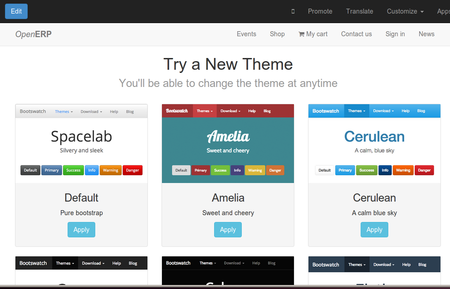 Edit Promote Translate Customize Apps
OpenERP Events Shop My cart Contact us Sign in News
Try a New Theme
You'll be able to change the theme at anytime
Bootswatch Themes Download Help Blog
Spacelab
Silvery and sleek
Default Primary Success Info Warning Danger
Default
Pure bootstrap
Apply
Bootswatch Themes Download Help Blog
Amelia
Sweet and cheery
Default Primary Success Info Warning Danger
Amelia
Sweet and cheery
Apply
Bootswatch Themes Download Help Blog
Cerulean
A calm, blue sky
Default Primary Success Info Warning Danger
Cerulean
A calm blue sky
Apply
Bootswatch Themes Download Help Blog
Bootswatch Themes Download Help Blog
Bootswatch Themes Download Help Blog